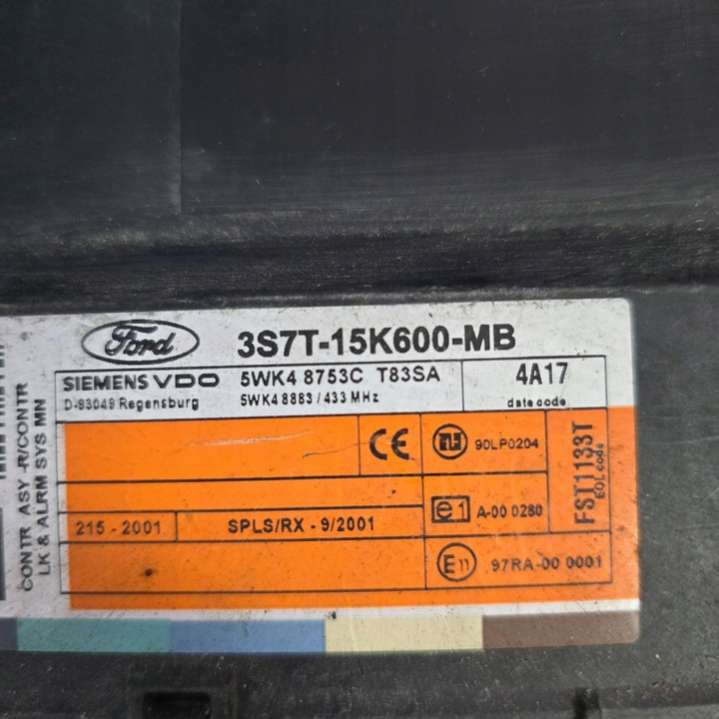 Ford
3S7T-15K600-MB
SIEMENS VDO
D-93049 Regensburg
5WK4 8753C T83SA
5WK4 8883 / 433 MHz
4A17
date code
CE
90LP0204
e1 A-00 0280
E11 97RA-00 0001
215 - 2001
SPLS/RX - 9/2001
FST1133T
EOL code
CONTR ASY -R/CONTR
LK & ALRM SYS MN